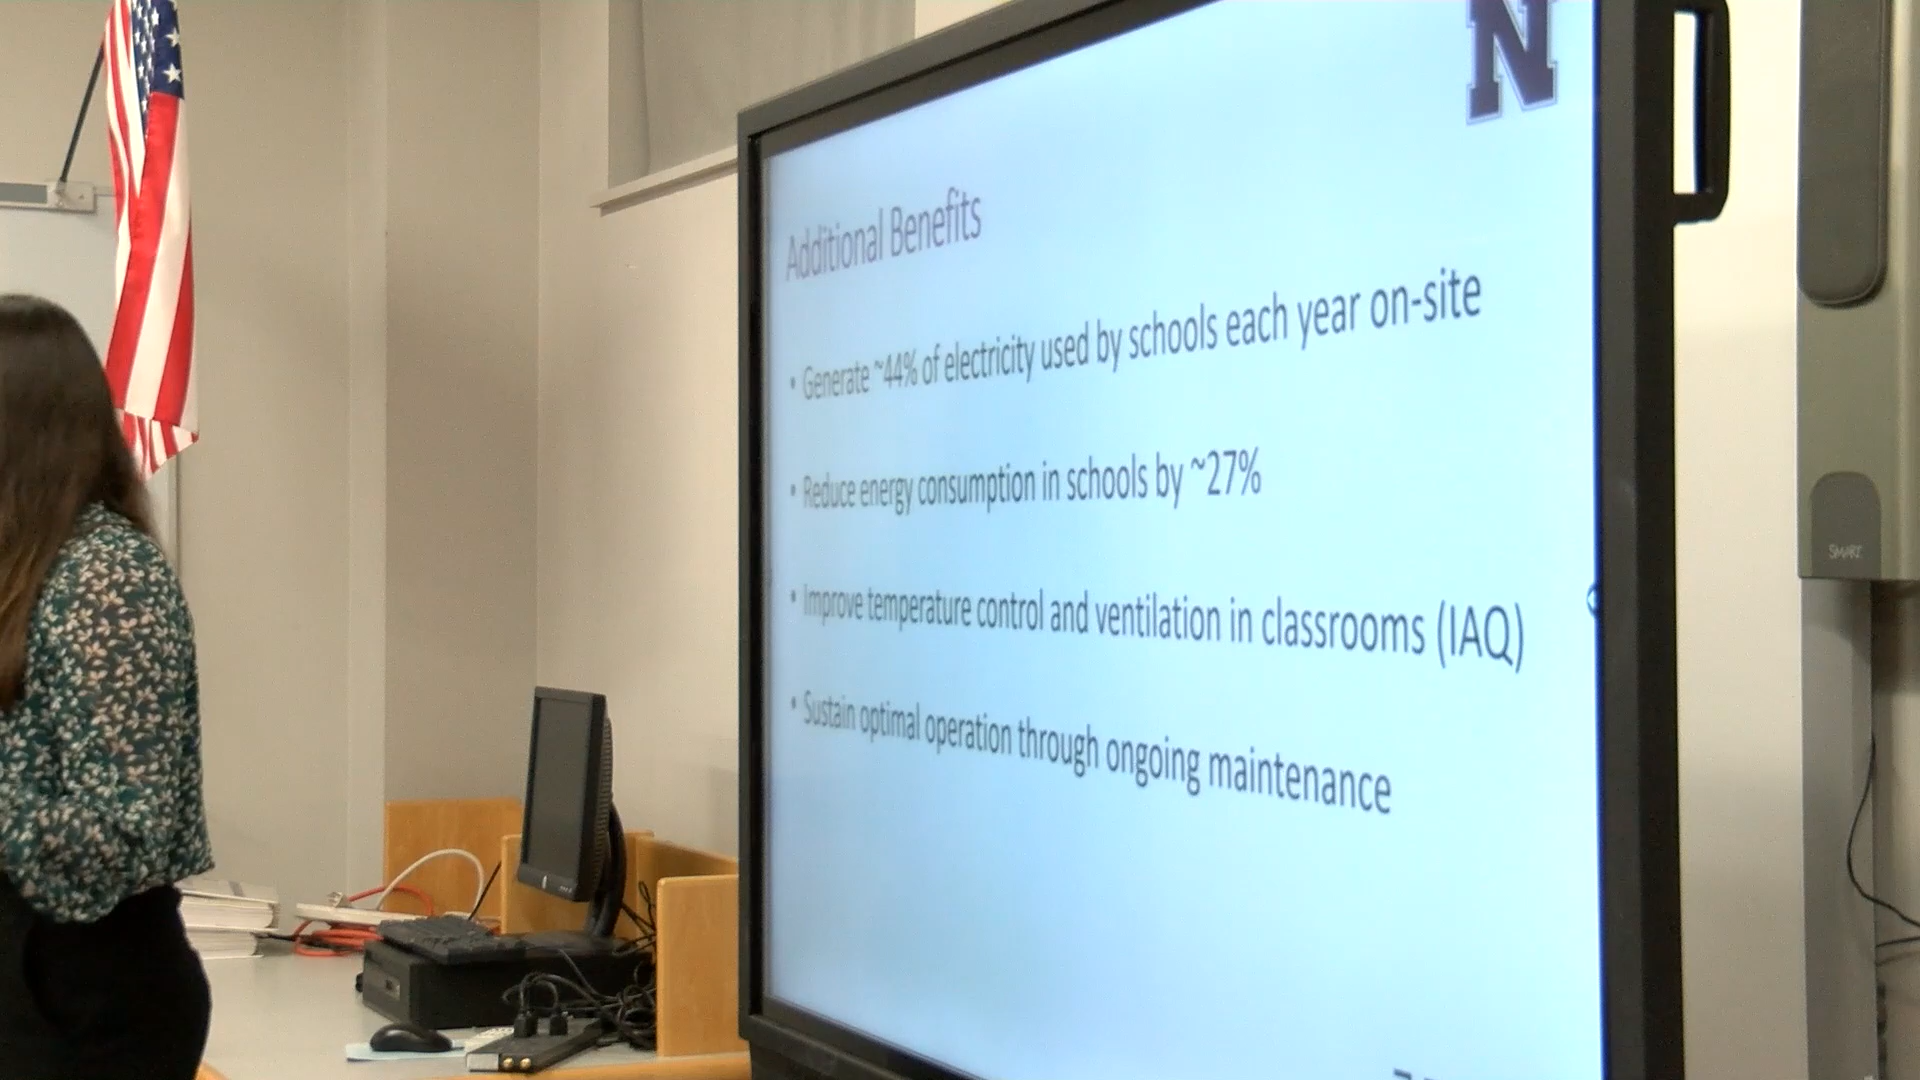 N
Additional Benefits
• Generate ~44% of electricity used by schools each year on-site
• Reduce energy consumption in schools by ~27%
• Improve temperature control and ventilation in classrooms (IAQ)
• Sustain optimal operation through ongoing maintenance
SMART